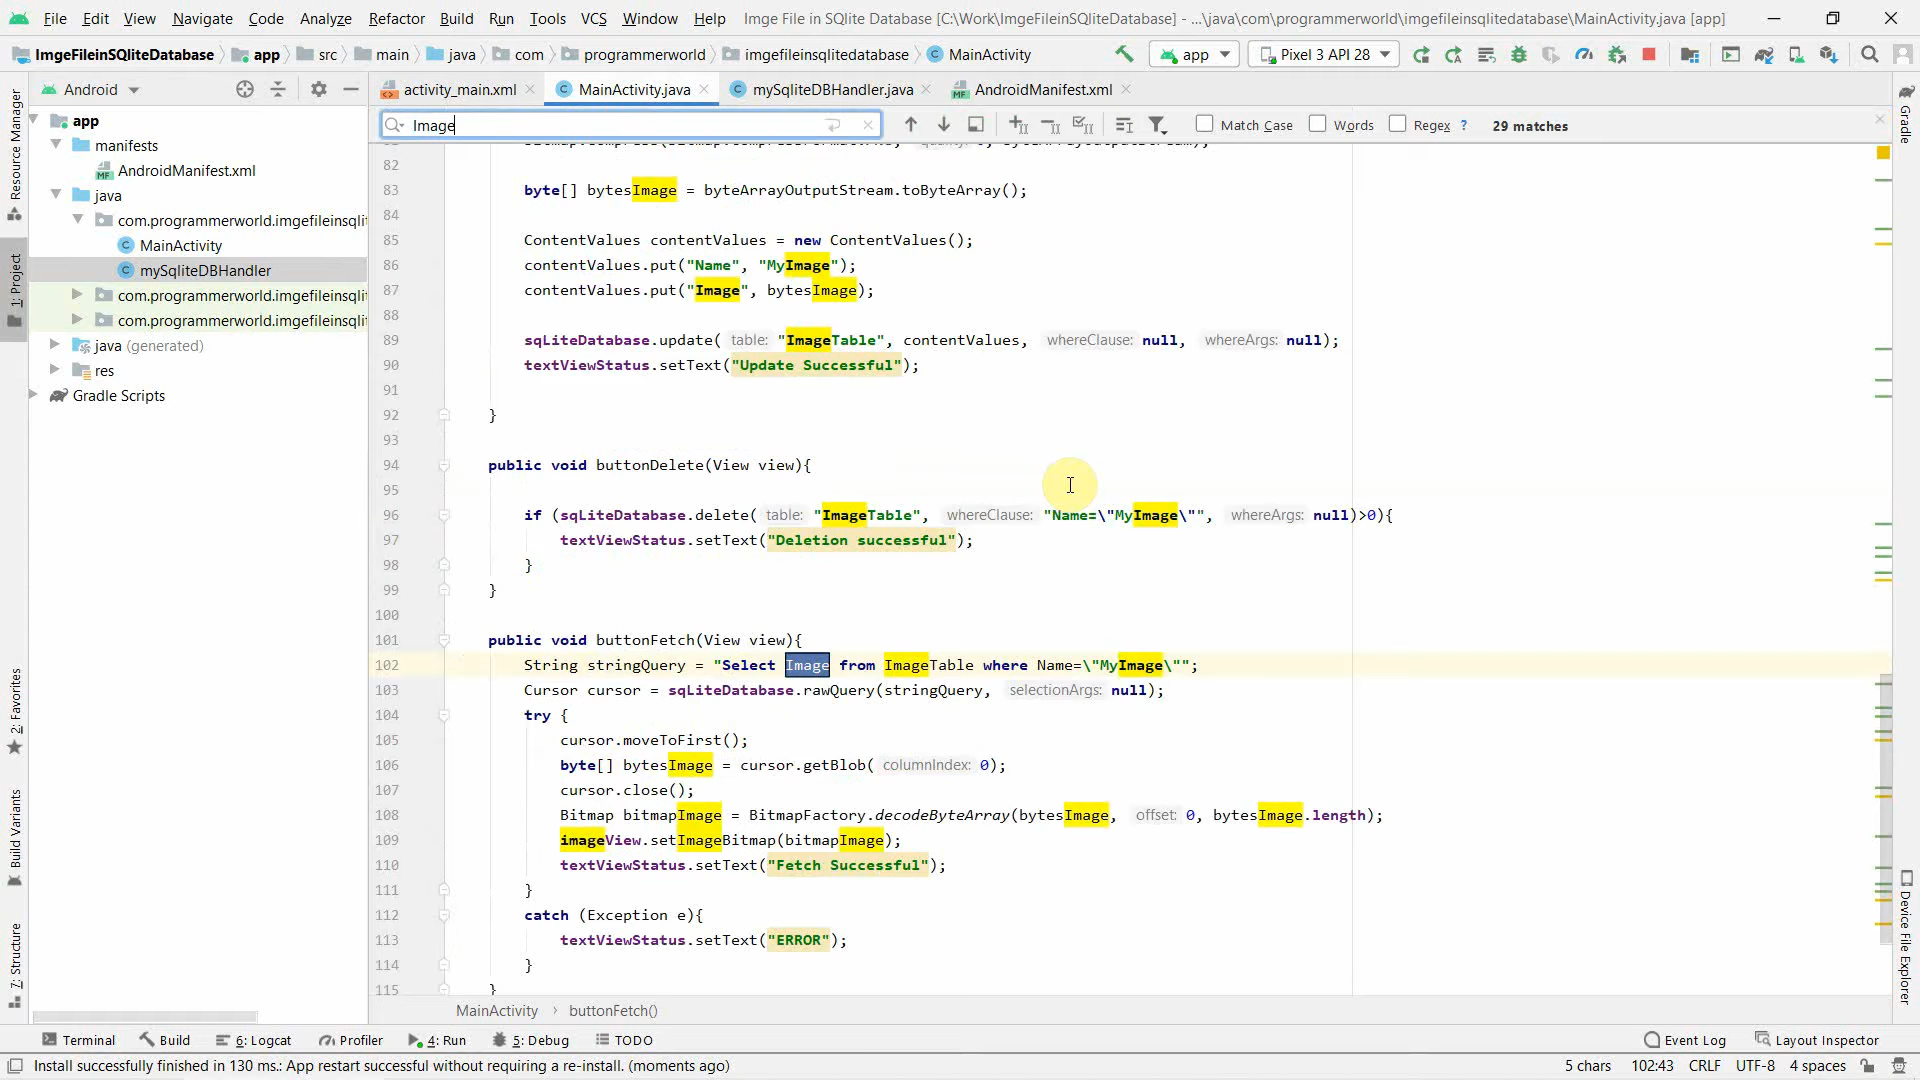 File Edit View Navigate Code Analyze Refactor Build Run Tools VCS Window Help Imge File in SQlite Database [C:\Work\ImgeFileinSQliteDatabase] - ...\java\com\programmerworld\imgefileinsqlitedatabase\MainActivity.java [app]
ImgeFileinSQliteDatabase app src main java com programmerworld imgefileinsqlitedatabase MainActivity app Pixel 3 API 28
Android activity_main.xml MainActivity.java mySqliteDBHandler.java AndroidManifest.xml
Image Match Case Words Regex ? 29 matches
app
manifests
AndroidManifest.xml
java
com.programmerworld.imgefileinsqli
MainActivity
mySqliteDBHandler
com.programmerworld.imgefileinsqli
com.programmerworld.imgefileinsqli
java (generated)
res
Gradle Scripts
Resource Manager
1: Project
2: Favorites
Build Variants
7: Structure
82
83 byte[] bytesImage = byteArrayOutputStream.toByteArray();
84
85 ContentValues contentValues = new ContentValues();
86 contentValues.put("Name", "MyImage");
87 contentValues.put("Image", bytesImage);
88
89 sqLiteDatabase.update( table: "ImageTable", contentValues, whereClause: null, whereArgs: null);
90 textViewStatus.setText("Update Successful");
91
92 }
93
94 public void buttonDelete(View view){
95
96 if (sqLiteDatabase.delete( table: "ImageTable", whereClause: "Name=\"MyImage\"", whereArgs: null)>0){
97 textViewStatus.setText("Deletion successful");
98 }
99 }
100
101 public void buttonFetch(View view){
102 String stringQuery = "Select Image from ImageTable where Name=\"MyImage\"";
103 Cursor cursor = sqLiteDatabase.rawQuery(stringQuery, selectionArgs: null);
104 try {
105 cursor.moveToFirst();
106 byte[] bytesImage = cursor.getBlob( columnIndex: 0);
107 cursor.close();
108 Bitmap bitmapImage = BitmapFactory.decodeByteArray(bytesImage, offset: 0, bytesImage.length);
109 imageView.setImageBitmap(bitmapImage);
110 textViewStatus.setText("Fetch Successful");
111 }
112 catch (Exception e){
113 textViewStatus.setText("ERROR");
114 }
115 }
Gradle
Device File Explorer
MainActivity buttonFetch()
Terminal Build 6: Logcat Profiler 4: Run 5: Debug TODO Event Log Layout Inspector
Install successfully finished in 130 ms.: App restart successful without requiring a re-install. (moments ago) 5 chars 102:43 CRLF UTF-8 4 spaces